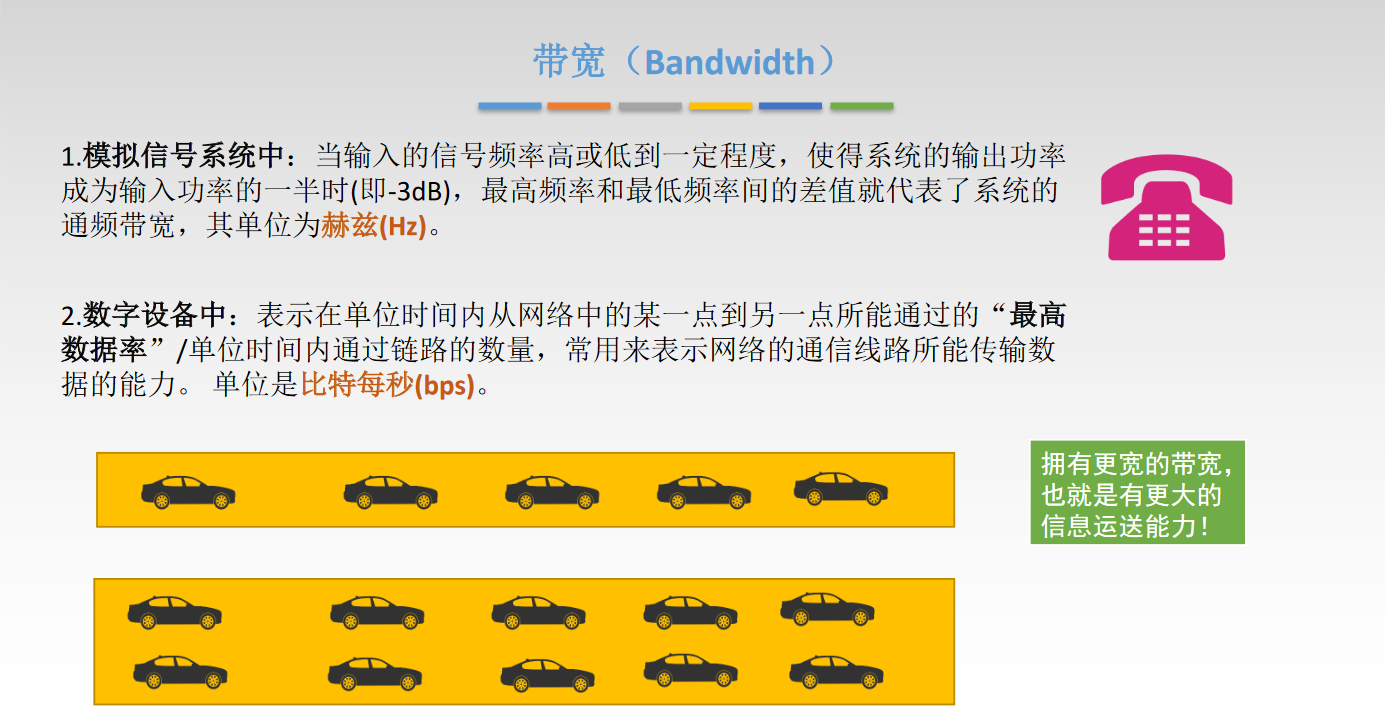 带宽（Bandwidth）
1.模拟信号系统中：当输入的信号频率高或低到一定程度，使得系统的输出功率
成为输入功率的一半时(即-3dB)，最高频率和最低频率间的差值就代表了系统的
通频带宽，其单位为赫兹(Hz)。
2.数字设备中：表示在单位时间内从网络中的某一点到另一点所能通过的“最高
数据率”/单位时间内通过链路的数量，常用来表示网络的通信线路所能传输数
据的能力。 单位是比特每秒(bps)。
拥有更宽的带宽，
也就是有更大的
信息运送能力！